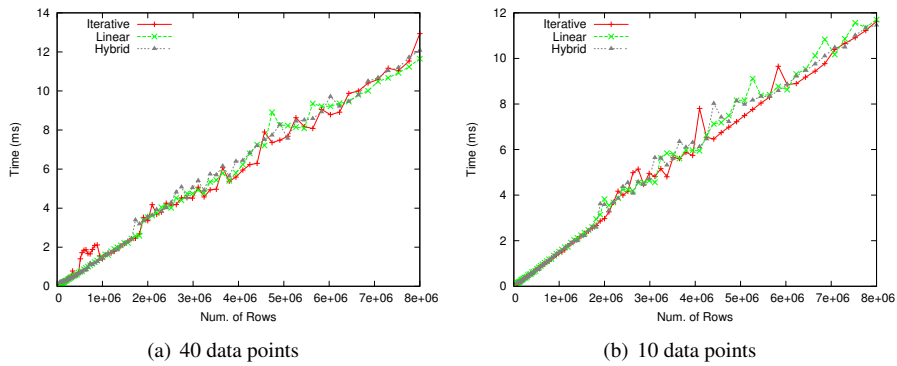 Iterative
Linear
Hybrid
14
12
10
8
6
4
2
0
Time (ms)
0 1e+06 2e+06 3e+06 4e+06 5e+06 6e+06 7e+06 8e+06
Num. of Rows
(a) 40 data points
Iterative
Linear
Hybrid
12
10
8
6
4
2
0
Time (ms)
0 1e+06 2e+06 3e+06 4e+06 5e+06 6e+06 7e+06 8e+06
Num. of Rows
(b) 10 data points